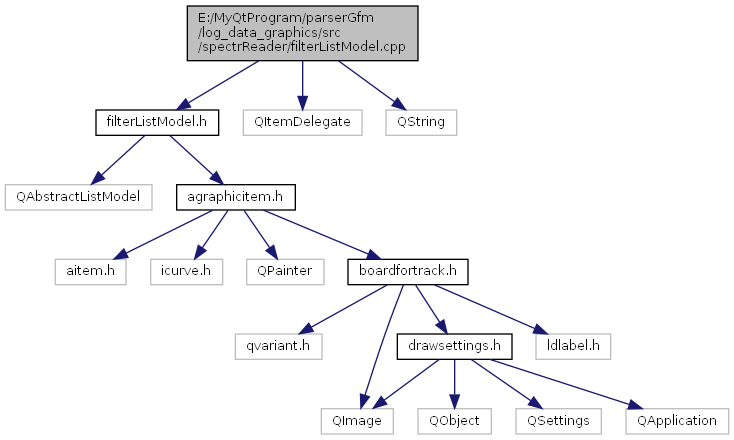 E:/MyQtProgram/parserGfm
/log_data_graphics/src
/spectrReader/filterListModel.cpp
filterListModel.h
QItemDelegate
QString
QAbstractListModel
agraphicitem.h
aitem.h
icurve.h
QPainter
boardfortrack.h
qvariant.h
drawsettings.h
ldlabel.h
QImage
QObject
QSettings
QApplication